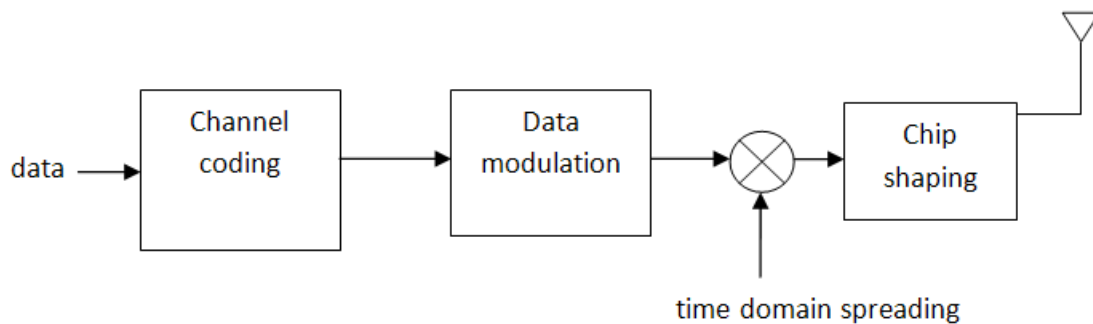 data
Channel
coding
Data
modulation
Chip
shaping
time domain spreading